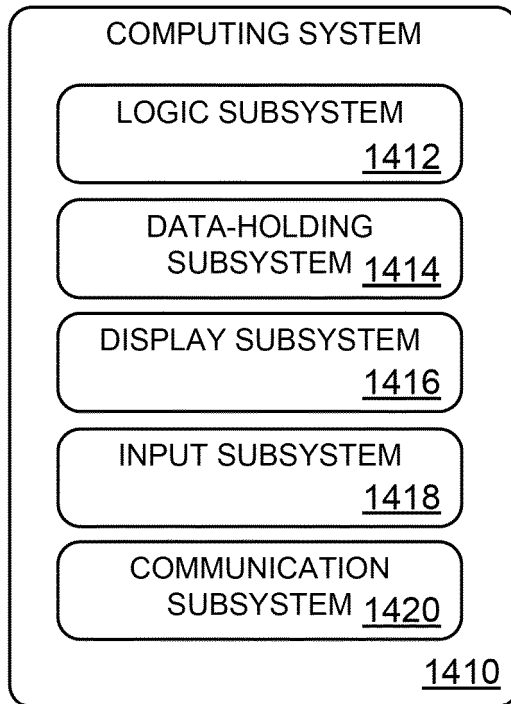 COMPUTING SYSTEM
LOGIC SUBSYSTEM
1412
DATA-HOLDING
SUBSYSTEM 1414
DISPLAY SUBSYSTEM
1416
INPUT SUBSYSTEM
1418
COMMUNICATION
SUBSYSTEM 1420
1410